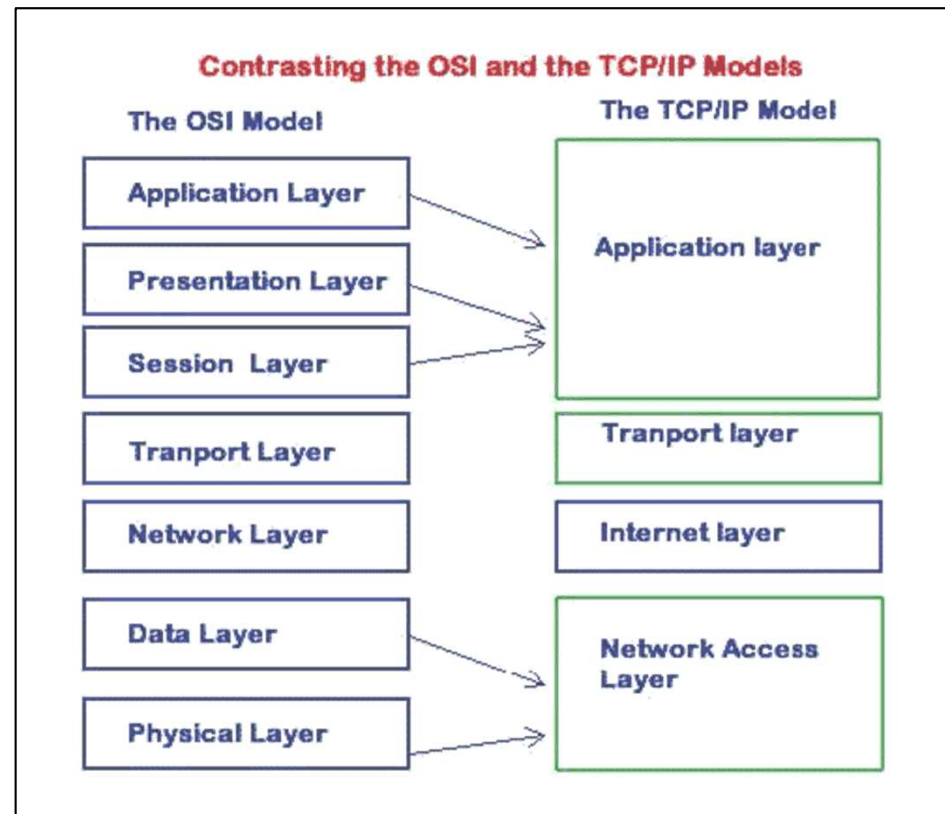 Contrasting the OSI and the TCP/IP Models
The OSI Model
Application Layer
Presentation Layer
Session Layer
Tranport Layer
Network Layer
Data Layer
Physical Layer
The TCP/IP Model
Application layer
Tranport layer
Internet layer
Network Access
Layer